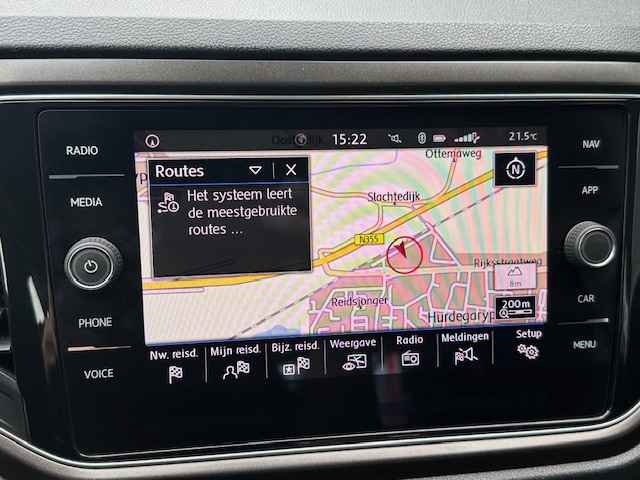 RADIO
MEDIA
PHONE
VOICE
15:22
21.5°C
NAV
APP
CAR
MENU
Routes
Het systeem leert
de meestgebruikte
routes ...
Ottemaweg
N
Slachtedijk
N355
Rijksstraatweg
8m
200m
Reidsjonger
Hurdegaryp
Nw. reisd.
Mijn reisd.
Bijz. reisd.
Weergave
Radio
Meldingen
Setup